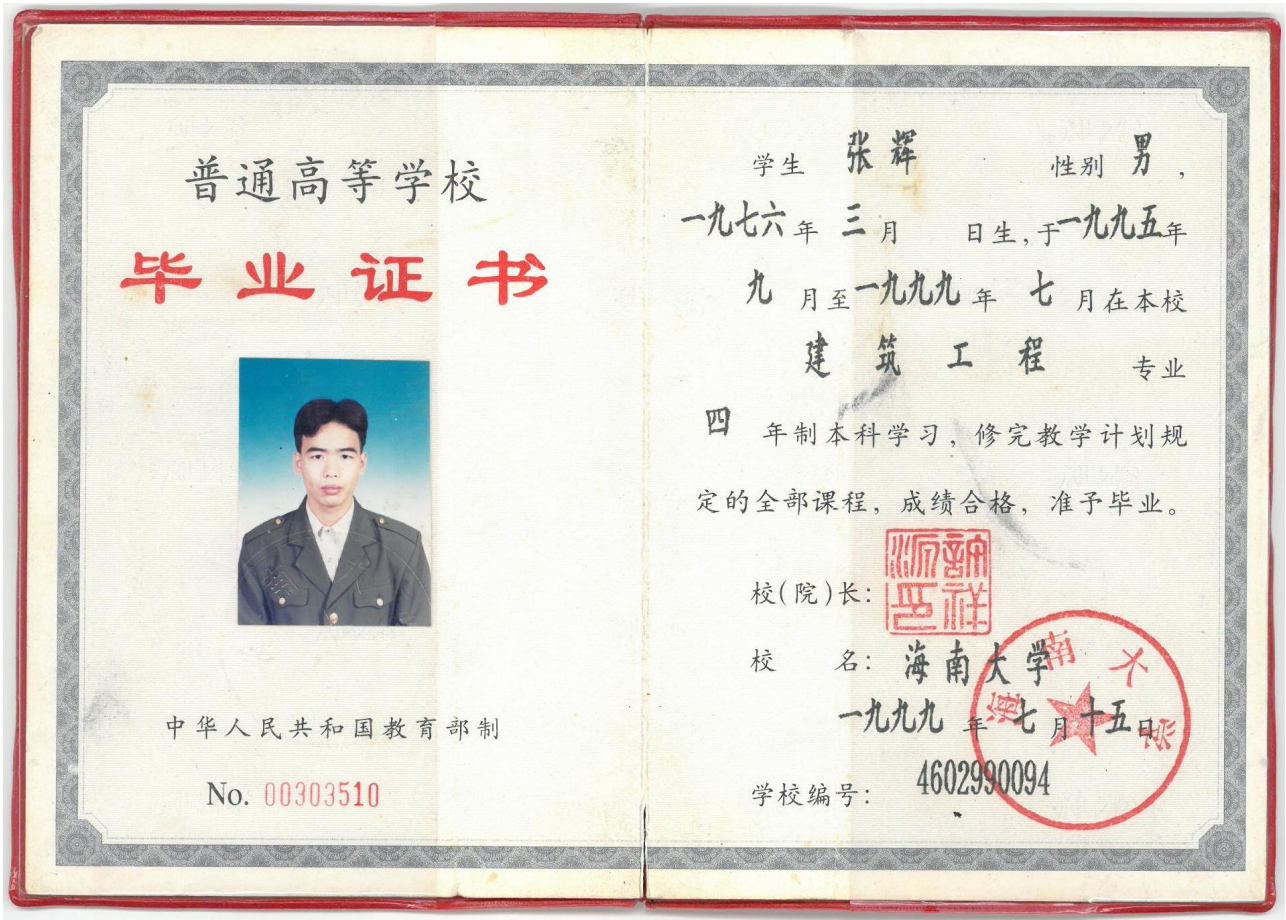 普通高等学校
毕业证书
中华人民共和国教育部制
No. 00303510
学生 张辉 性别 男,
一九七六年 三月 日生,于一九九五年
九 月至一九九九年 七月在本校
建筑工程 专业
四 年制本科学习,修完教学计划规
定的全部课程,成绩合格,准予毕业。
校(院)长:
校 名: 海南大学
一九九九年七月十五日
学校编号: 4602990094
海南大学